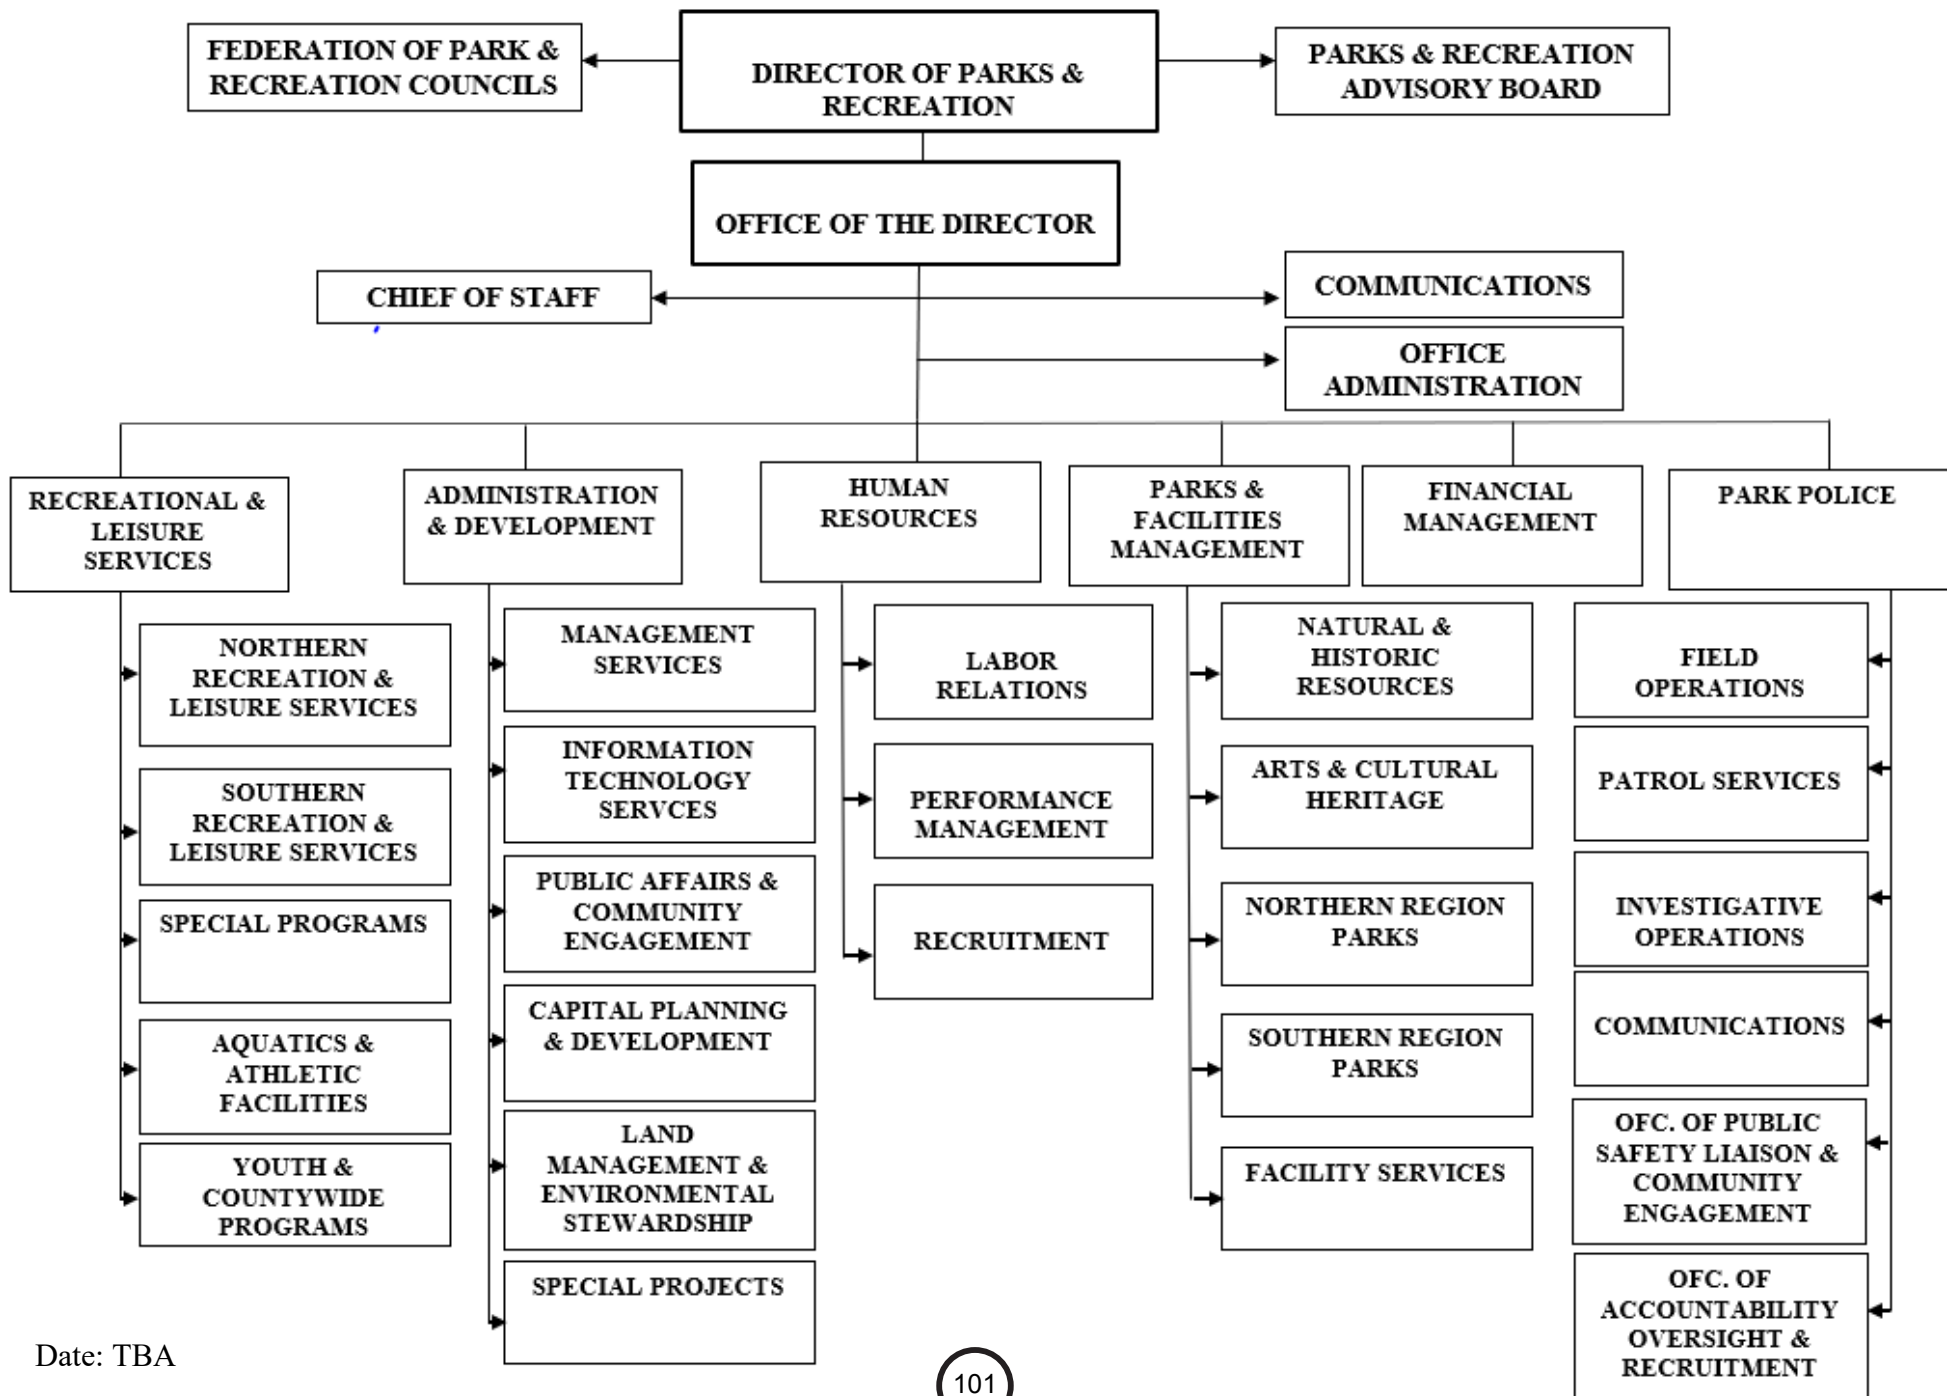 FEDERATION OF PARK &
RECREATION COUNCILS
DIRECTOR OF PARKS &
RECREATION
PARKS & RECREATION
ADVISORY BOARD
OFFICE OF THE DIRECTOR
CHIEF OF STAFF
COMMUNICATIONS
OFFICE
ADMINISTRATION
RECREATIONAL &
LEISURE
SERVICES
ADMINISTRATION
& DEVELOPMENT
HUMAN
RESOURCES
PARKS &
FACILITIES
MANAGEMENT
FINANCIAL
MANAGEMENT
PARK POLICE
NORTHERN
RECREATION &
LEISURE SERVICES
SOUTHERN
RECREATION &
LEISURE SERVICES
SPECIAL PROGRAMS
AQUATICS &
ATHLETIC
FACILITIES
YOUTH &
COUNTYWIDE
PROGRAMS
MANAGEMENT
SERVICES
INFORMATION
TECHNOLOGY
SERVCES
PUBLIC AFFAIRS &
COMMUNITY
ENGAGEMENT
CAPITAL PLANNING
& DEVELOPMENT
LAND
MANAGEMENT &
ENVIRONMENTAL
STEWARDSHIP
SPECIAL PROJECTS
LABOR
RELATIONS
PERFORMANCE
MANAGEMENT
RECRUITMENT
NATURAL &
HISTORIC
RESOURCES
ARTS & CULTURAL
HERITAGE
NORTHERN REGION
PARKS
SOUTHERN REGION
PARKS
FACILITY SERVICES
FIELD
OPERATIONS
PATROL SERVICES
INVESTIGATIVE
OPERATIONS
COMMUNICATIONS
OFC. OF PUBLIC
SAFETY LIAISON &
COMMUNITY
ENGAGEMENT
OFC. OF
ACCOUNTABILITY
OVERSIGHT &
RECRUITMENT
Date: TBA
101